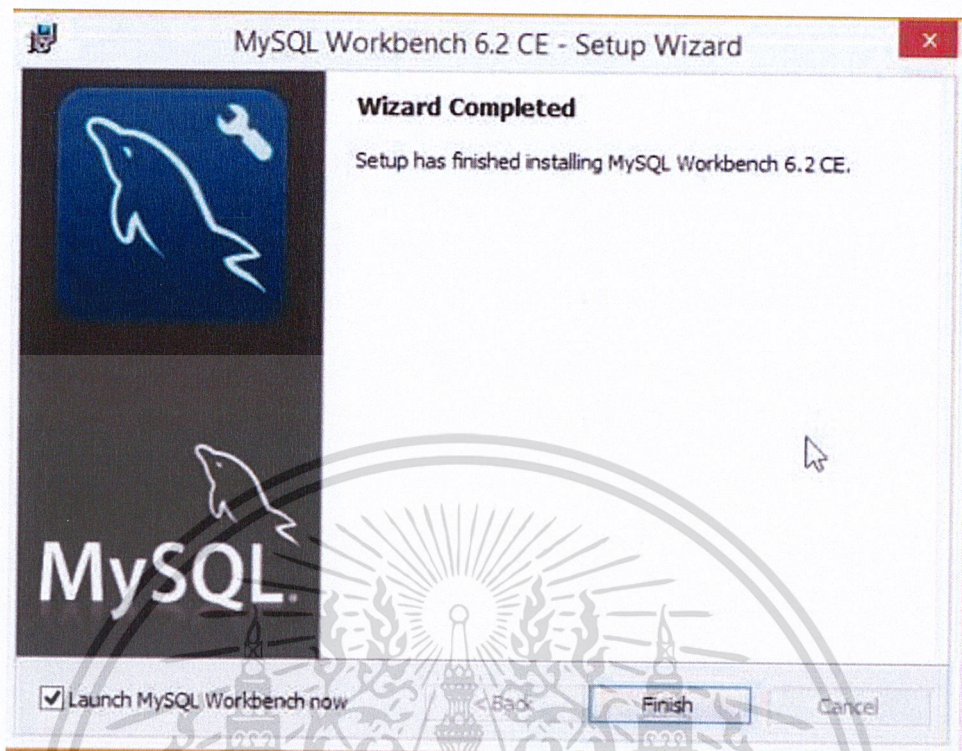 MySQL Workbench 6.2 CE - Setup Wizard
Wizard Completed
Setup has finished installing MySQL Workbench 6.2 CE.
MySQL.
Launch MySQL Workbench now
< Back
Finish
Cancel